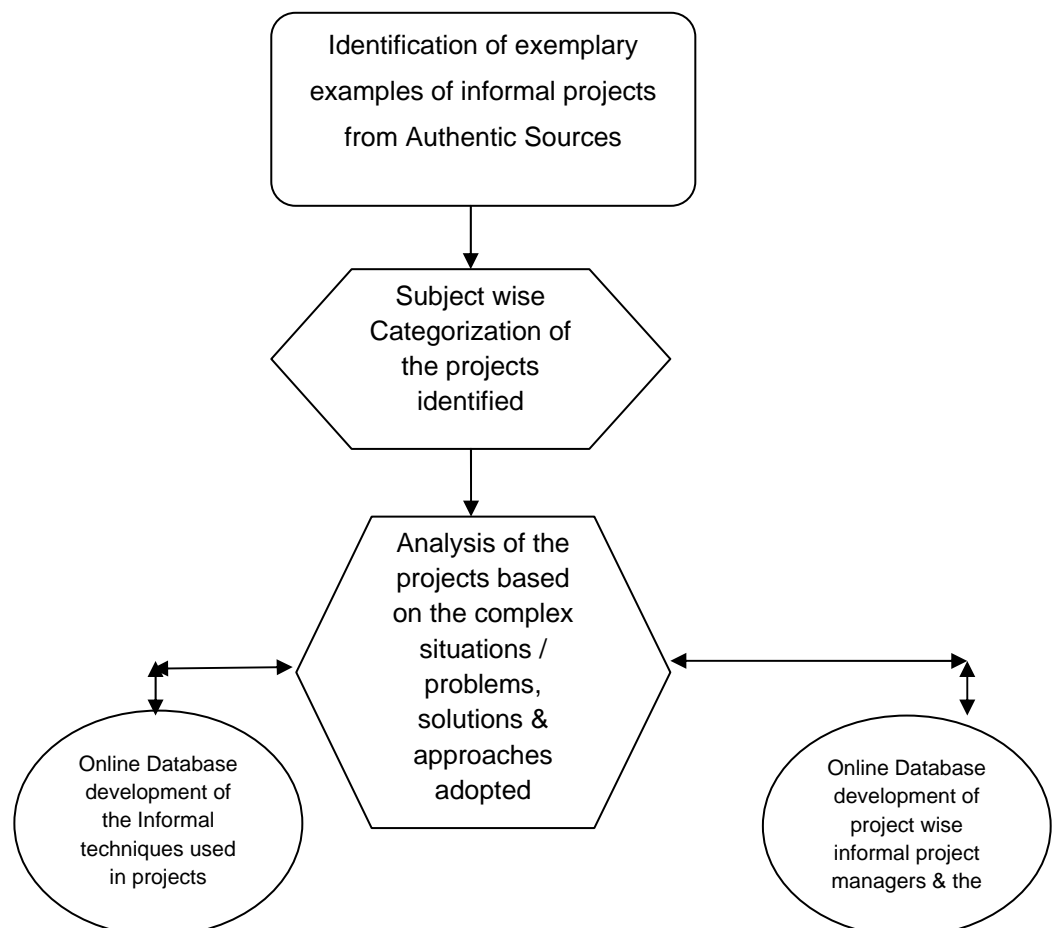 Identification of exemplary
examples of informal projects
from Authentic Sources
Subject wise
Categorization of
the projects
identified
Analysis of the
projects based
on the complex
situations /
problems,
solutions &
approaches
adopted
Online Database
development of
the Informal
techniques used
in projects
Online Database
development of
project wise
informal project
managers & the